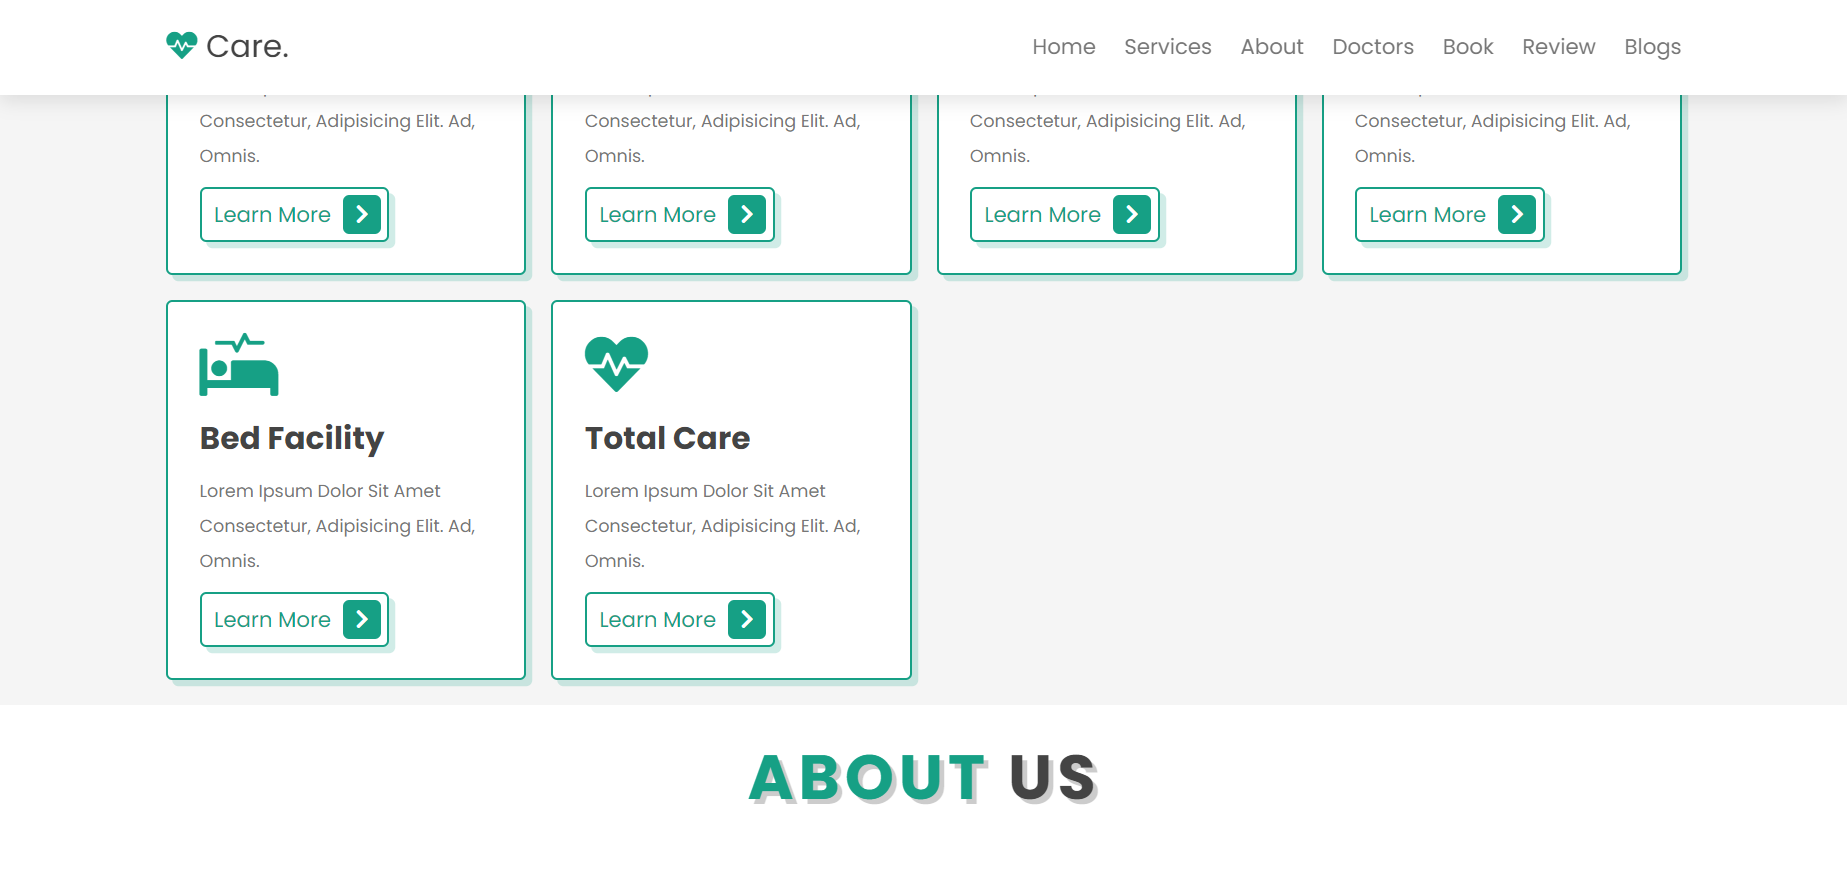 Care.
Home Services About Doctors Book Review Blogs
Consectetur, Adipisicing Elit. Ad,
Omnis.
Learn More
Consectetur, Adipisicing Elit. Ad,
Omnis.
Learn More
Consectetur, Adipisicing Elit. Ad,
Omnis.
Learn More
Consectetur, Adipisicing Elit. Ad,
Omnis.
Learn More
Bed Facility
Lorem Ipsum Dolor Sit Amet
Consectetur, Adipisicing Elit. Ad,
Omnis.
Learn More
Total Care
Lorem Ipsum Dolor Sit Amet
Consectetur, Adipisicing Elit. Ad,
Omnis.
Learn More
ABOUT US